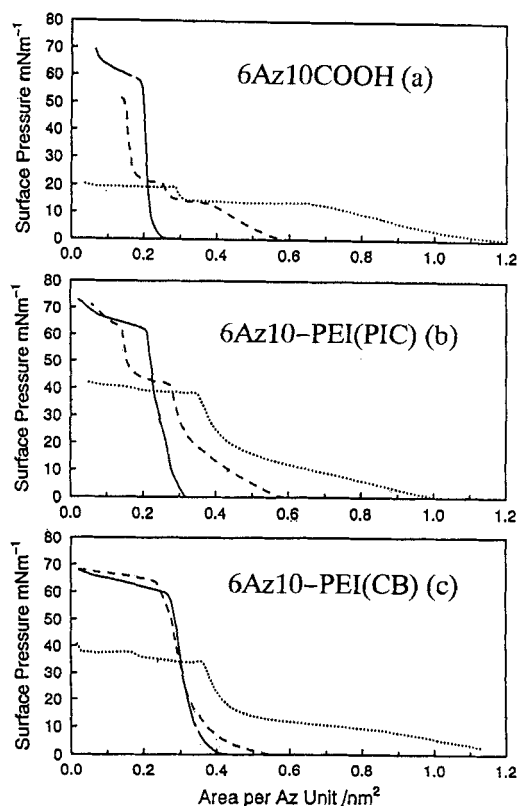 80
70
60
50
40
30
20
10
0
Surface Pressure mNm⁻¹
6Az10COOH (a)
0.0 0.2 0.4 0.6 0.8 1.0 1.2
80
70
60
50
40
30
20
10
0
Surface Pressure mNm⁻¹
6Az10–PEI(PIC) (b)
0.0 0.2 0.4 0.6 0.8 1.0 1.2
80
70
60
50
40
30
20
10
0
Surface Pressure mNm⁻¹
6Az10–PEI(CB) (c)
0.0 0.2 0.4 0.6 0.8 1.0 1.2
Area per Az Unit /nm²